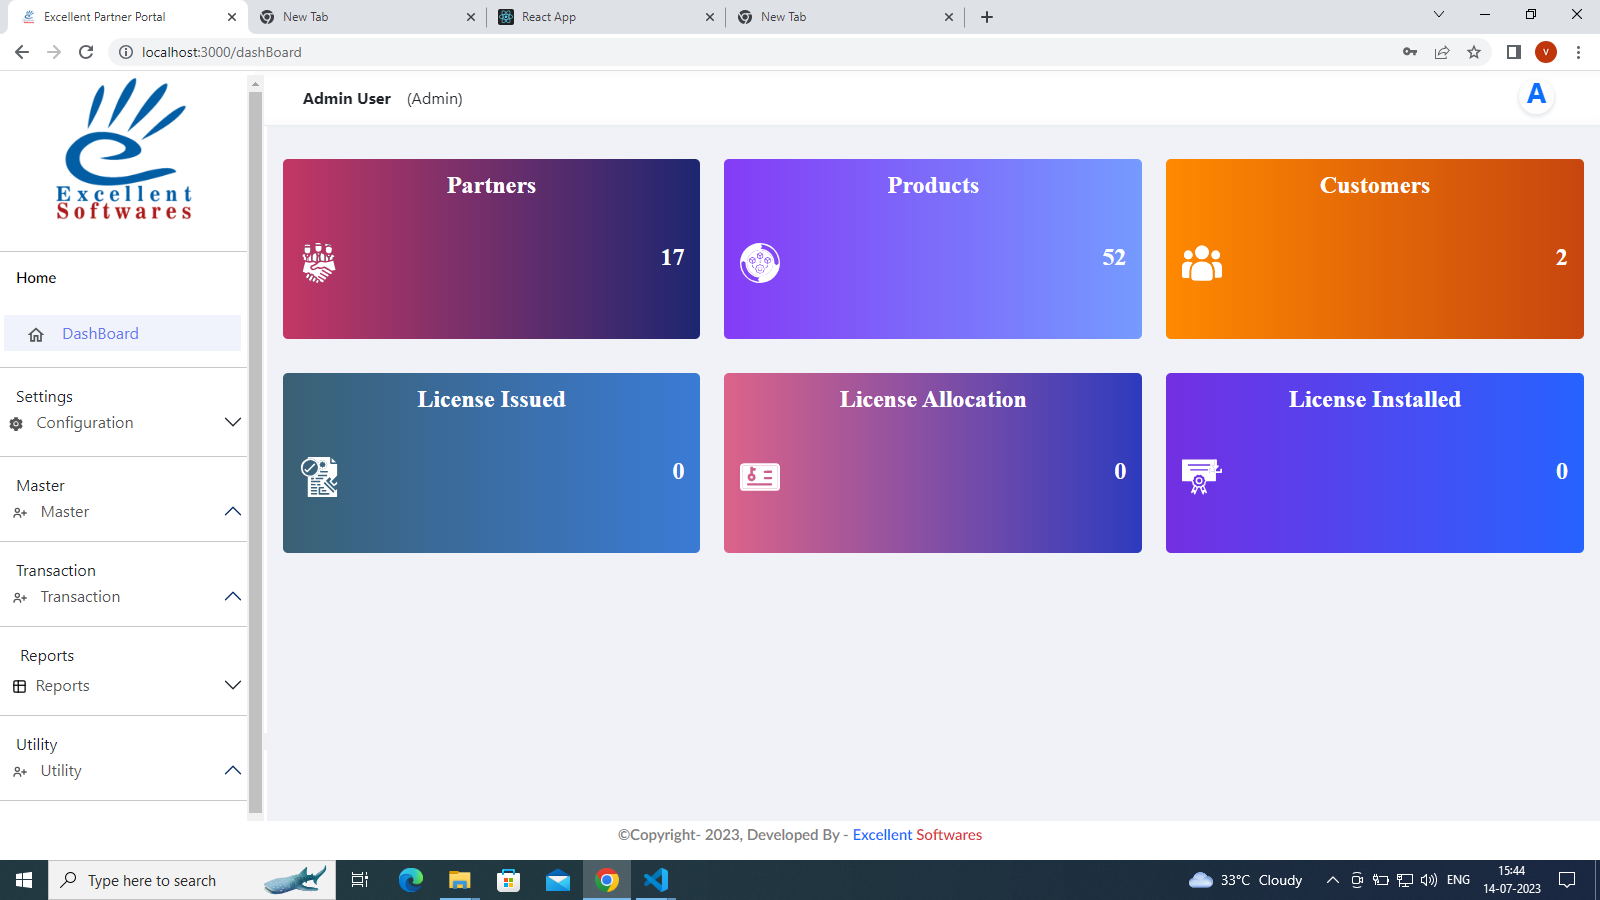 Excellent Partner Portal
New Tab
React App
New Tab
localhost:3000/dashBoard
V
Excellent
Softwares
Admin User (Admin)
A
Home
DashBoard
Settings
Configuration
Master
Master
Transaction
Transaction
Reports
Reports
Utility
Utility
Partners
17
Products
52
Customers
2
License Issued
0
License Allocation
0
License Installed
0
©Copyright- 2023, Developed By - Excellent Softwares
Type here to search
33°C Cloudy
ENG
15:44
14-07-2023